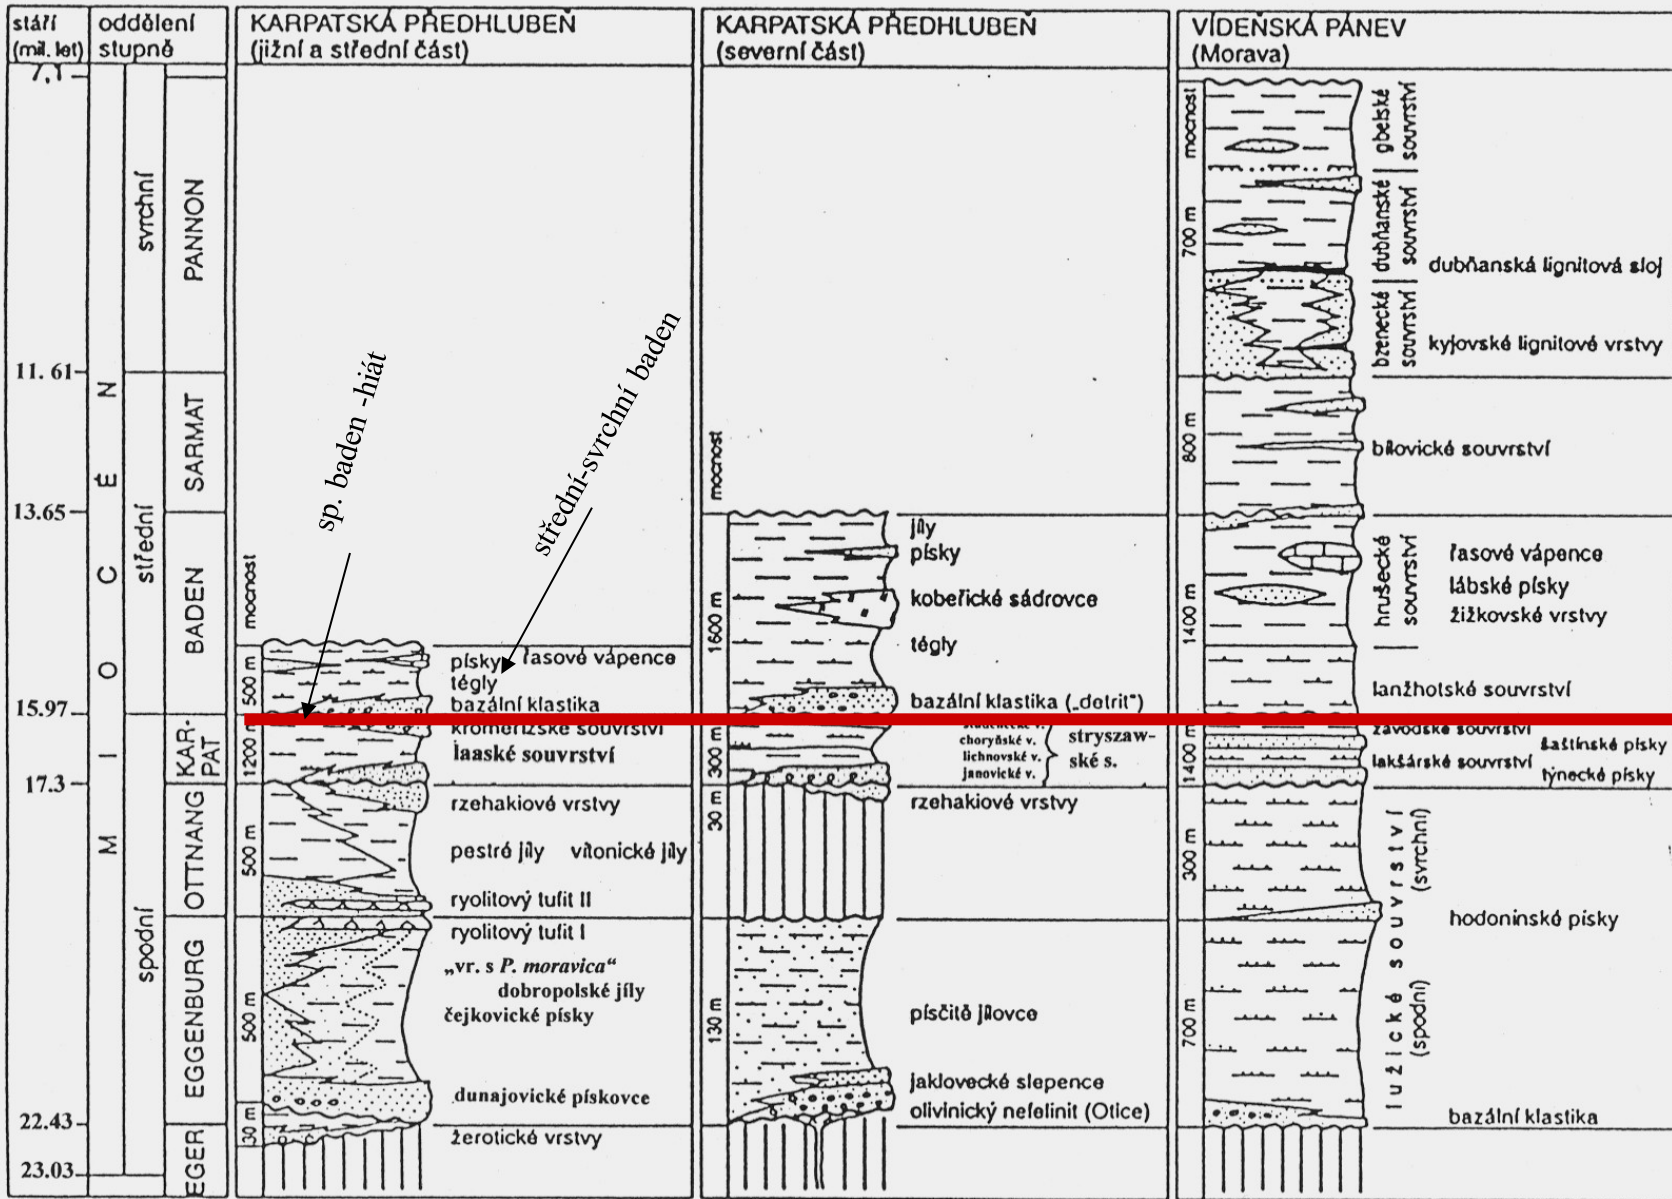 stáří
(mil. let)
oddělení
stupně
KARPATSKÁ PŘEDHLUBEŇ
(jižní a střední část)
KARPATSKÁ PŘEDHLUBEŇ
(severní část)
VÍDEŇSKÁ PÁNEV
(Morava)
7,1
11.61
13.65
15.97
17.3
22.43
23.03
MIOCÉN
svrchní
střední
spodní
PANNON
SARMAT
BADEN
KAR-
PAT
OTTNANG
EGGENBURG
EGER
sp. baden -hiát
střední-svrchní baden
mocnost
500 m
1200 m
500 m
500 m
30 m
písky
řasové vápence
tégly
bazální klastika
kroměřížské souvrství
laaské souvrství
rzehakiové vrstvy
pestré jíly
vítonické jíly
ryolitový tufit II
ryolitový tufit I
„vr. s P. moravica“
dobropolské jíly
čejkovické písky
dunajovické pískovce
žerotické vrstvy
mocnost
1600 m
300 m
30 m
130 m
jíly
písky
kobeřické sádrovce
tégly
bazální klastika („detrit“)
choryňské v.
lichnovské v.
janovické v.
stryszaw-
ské s.
rzehakiové vrstvy
písčité jílovce
jaklovecké slepence
olivinický nefelinit (Otice)
mocnost
700 m
800 m
1400 m
1400 m
300 m
700 m
gbelské
souvrství
dubňanské
souvrství
bzenecké
souvrství
dubňanská lignitová sloj
kyjovské lignitové vrstvy
bílovické souvrství
hrušecké
souvrství
řasové vápence
lábské písky
žižkovské vrstvy
lanžhotské souvrství
závodské souvrství
šaštínské písky
lakšárské souvrství
týnecké písky
lužické souvrství
(svrchní)
(spodní)
hodonínské písky
bazální klastika